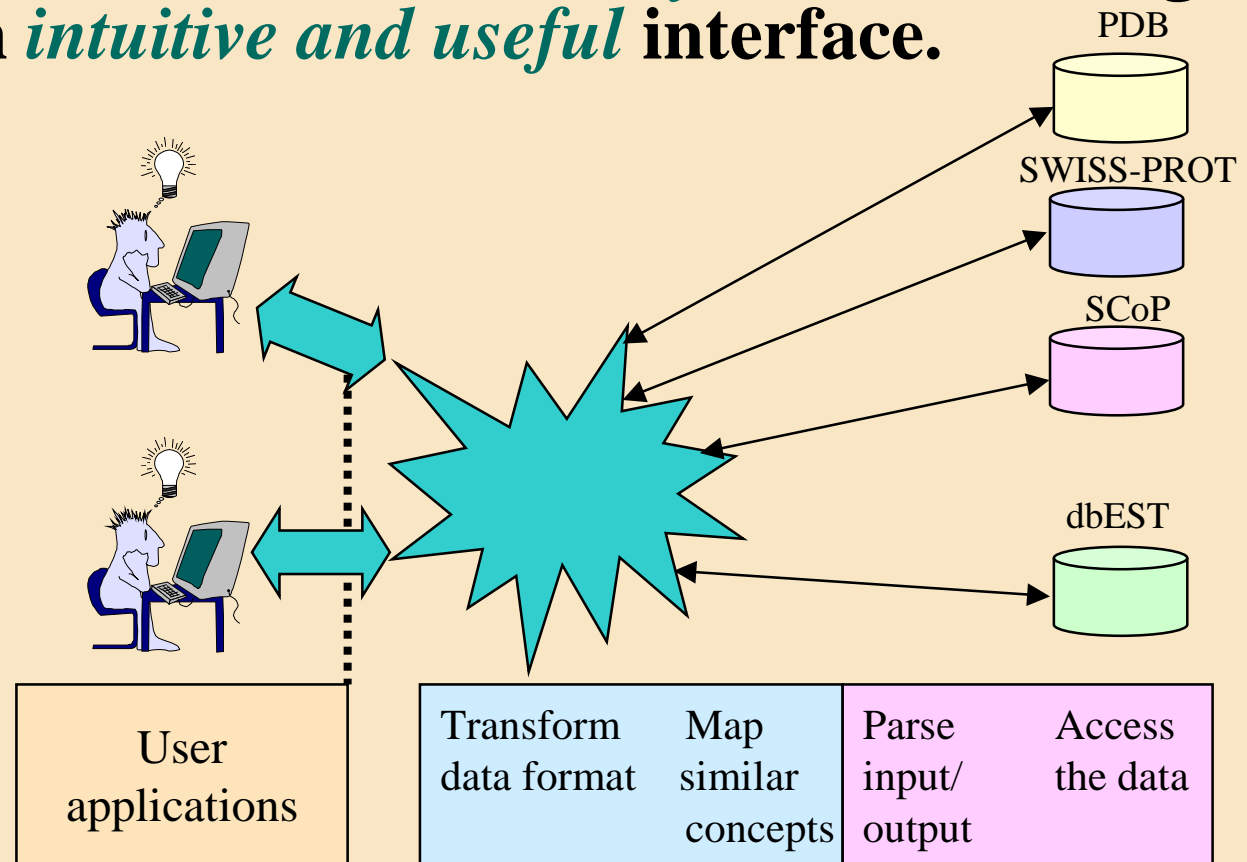 intuitive and useful interface.
PDB
SWISS-PROT
SCoP
dbEST
User
applications
Transform
data format
Map
similar
concepts
Parse
input/
output
Access
the data